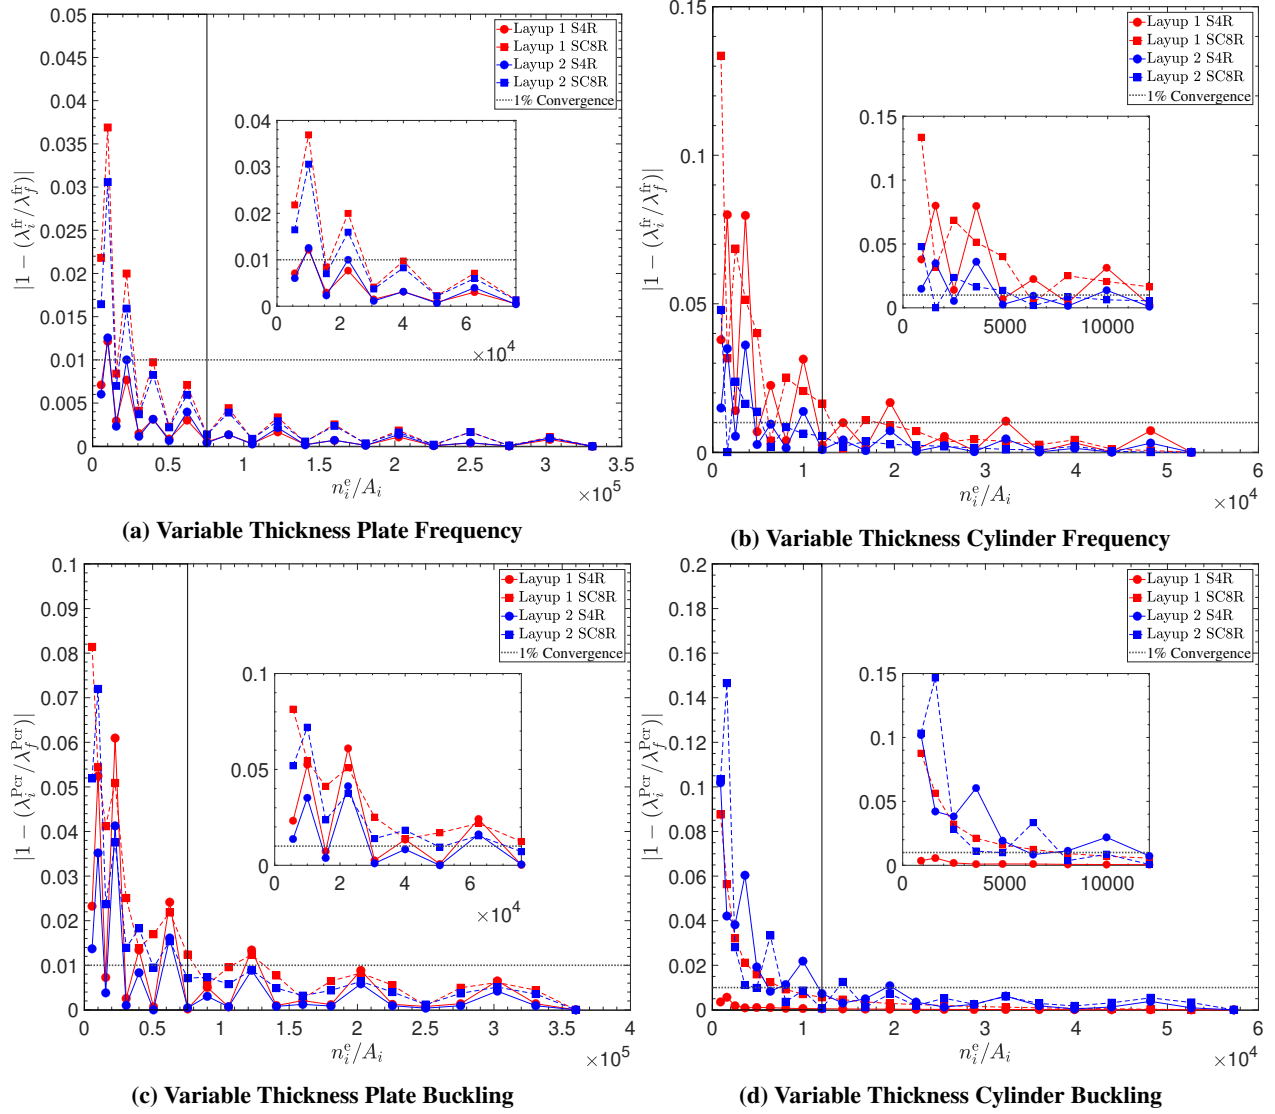 0.05
0.045
0.04
0.035
0.03
0.025
0.02
0.015
0.01
0.005
0
0 0.5 1 1.5 2 2.5 3 3.5
×10^5
|1 − (λ_i^fr/λ_f^fr)|
n_i^e/A_i
Layup 1 S4R
Layup 1 SC8R
Layup 2 S4R
Layup 2 SC8R
1% Convergence
0.04
0.03
0.02
0.01
0
0 2 4 6
×10^4
(a) Variable Thickness Plate Frequency
0.15
0.1
0.05
0
0 1 2 3 4 5 6
×10^4
|1 − (λ_i^fr/λ_f^fr)|
n_i^e/A_i
Layup 1 S4R
Layup 1 SC8R
Layup 2 S4R
Layup 2 SC8R
1% Convergence
0.15
0.1
0.05
0
0 5000 10000
(b) Variable Thickness Cylinder Frequency
0.1
0.09
0.08
0.07
0.06
0.05
0.04
0.03
0.02
0.01
0
0 0.5 1 1.5 2 2.5 3 3.5 4
×10^5
|1 − (λ_i^Pcr/λ_f^Pcr)|
n_i^e/A_i
Layup 1 S4R
Layup 1 SC8R
Layup 2 S4R
Layup 2 SC8R
1% Convergence
0.1
0.05
0
0 2 4 6
×10^4
(c) Variable Thickness Plate Buckling
0.2
0.18
0.16
0.14
0.12
0.1
0.08
0.06
0.04
0.02
0
0 1 2 3 4 5 6
×10^4
|1 − (λ_i^Pcr/λ_f^Pcr)|
n_i^e/A_i
Layup 1 S4R
Layup 1 SC8R
Layup 2 S4R
Layup 2 SC8R
1% Convergence
0.15
0.1
0.05
0
0 5000 10000
(d) Variable Thickness Cylinder Buckling